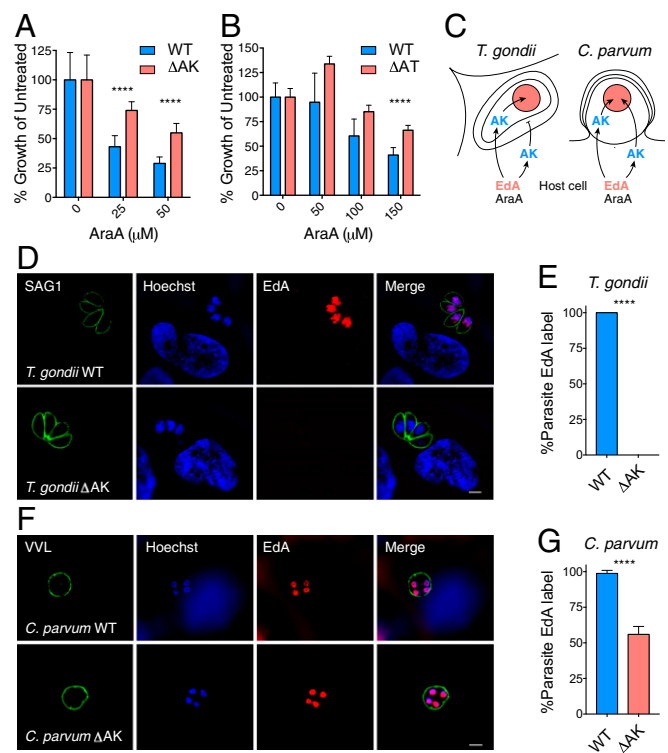 A
% Growth of Untreated
125
100
75
50
25
0
WT
ΔAK
****
****
0
25
50
AraA (μM)
B
% Growth of Untreated
150
125
100
75
50
25
0
WT
ΔAT
****
0
50
100
150
AraA (μM)
C
T. gondii
C. parvum
AK
AK
AK
AK
EdA
AraA
Host cell
EdA
AraA
D
SAG1
Hoechst
EdA
Merge
T. gondii WT
T. gondii ΔAK
E
T. gondii
%Parasite EdA label
100
75
50
25
0
****
WT
ΔAK
F
VVL
Hoechst
EdA
Merge
C. parvum WT
C. parvum ΔAK
G
C. parvum
%Parasite EdA label
100
75
50
25
0
****
WT
ΔAK